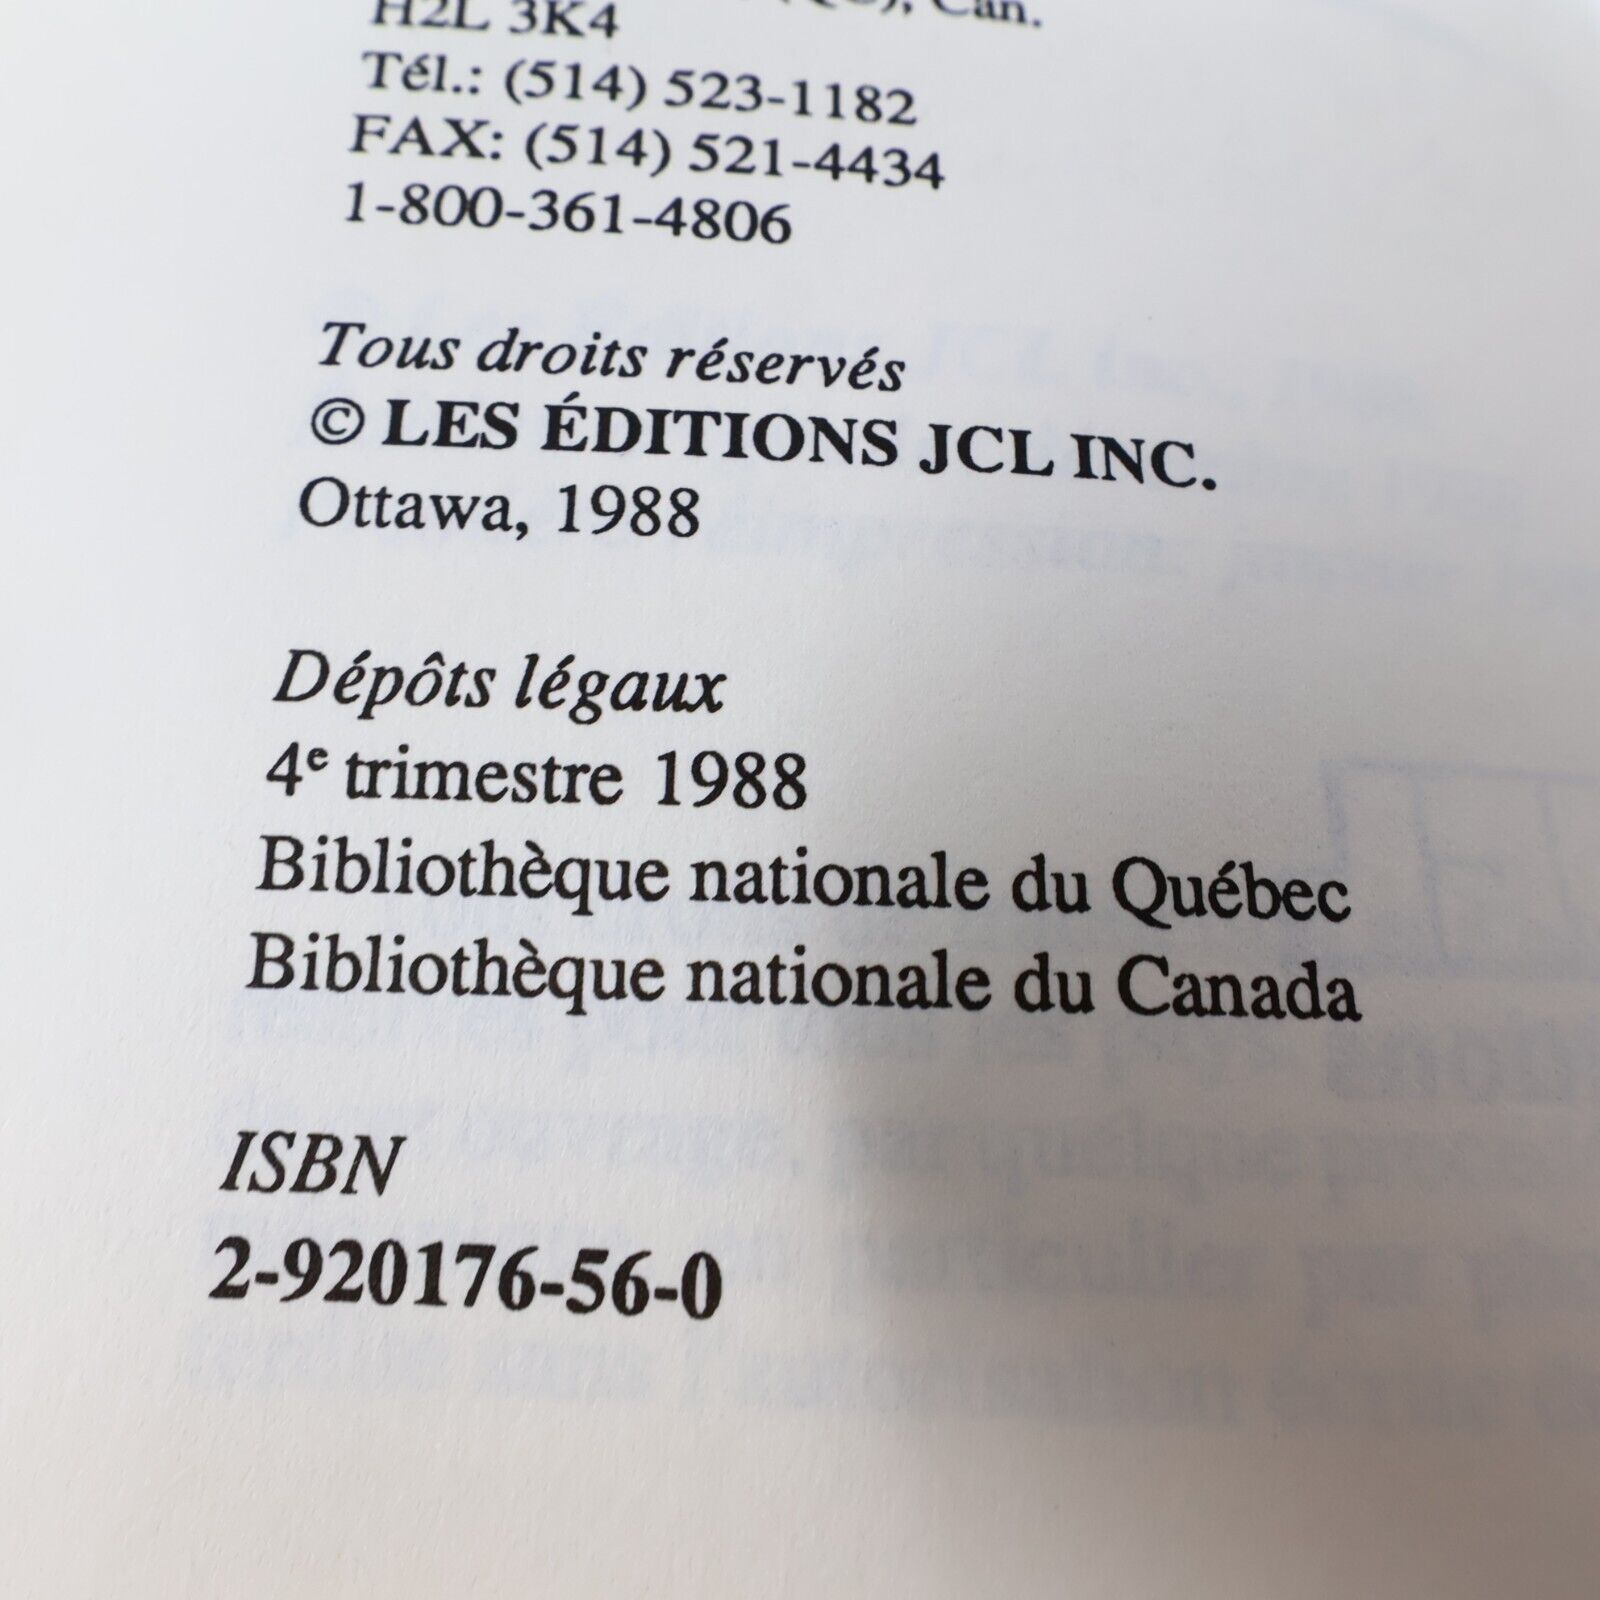 (QC), Can.
H2L 3K4
Tél.: (514) 523-1182
FAX: (514) 521-4434
1-800-361-4806
Tous droits réservés
© LES ÉDITIONS JCL INC.
Ottawa, 1988
Dépôts légaux
4e trimestre 1988
Bibliothèque nationale du Québec
Bibliothèque nationale du Canada
ISBN
2-920176-56-0